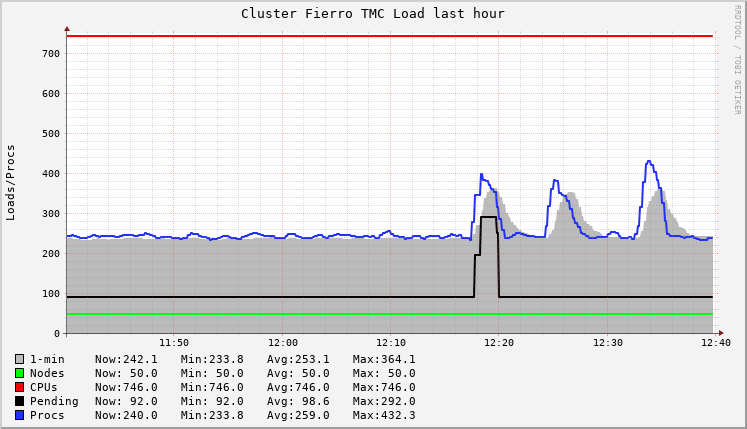 Cluster Fierro TMC Load last hour
RRDTOOL / TOBI OETIKER
Loads/Procs
700
600
500
400
300
200
100
0
11:50 12:00 12:10 12:20 12:30 12:40
1-min Now:242.1 Min:233.8 Avg:253.1 Max:364.1
Nodes Now: 50.0 Min: 50.0 Avg: 50.0 Max: 50.0
CPUs Now:746.0 Min:746.0 Avg:746.0 Max:746.0
Pending Now: 92.0 Min: 92.0 Avg: 98.6 Max:292.0
Procs Now:240.0 Min:233.8 Avg:259.0 Max:432.3